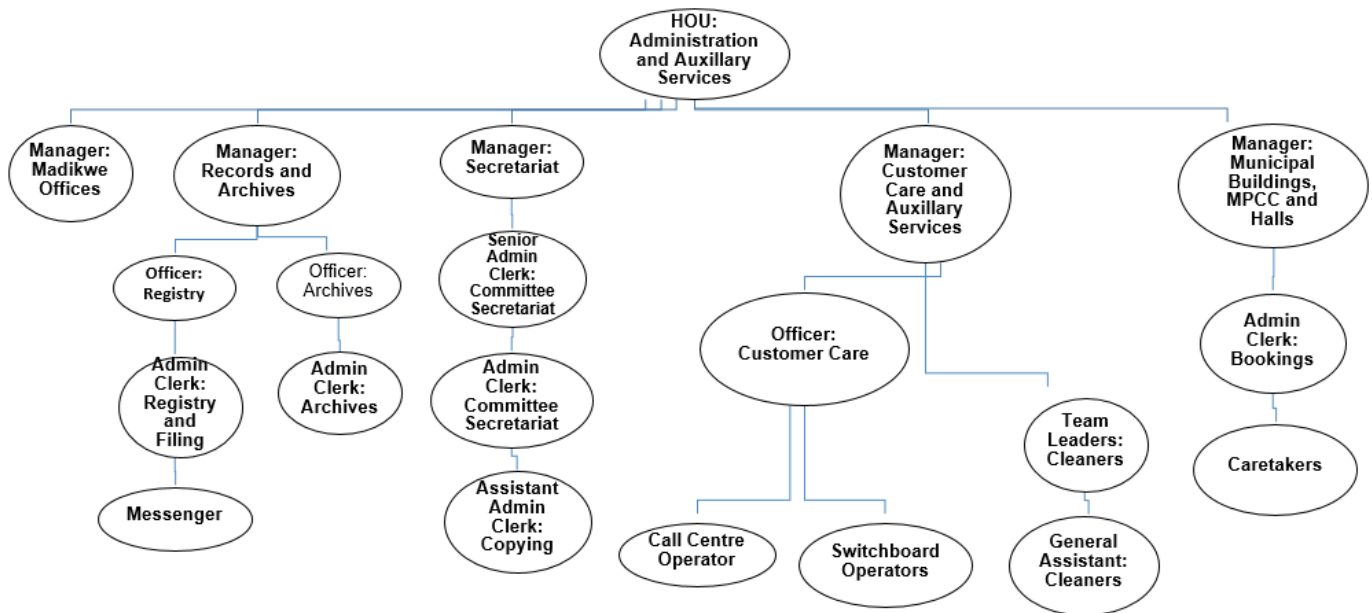 HOU:
Administration
and Auxillary
Services
Manager:
Madikwe
Offices
Manager:
Records and
Archives
Manager:
Secretariat
Manager:
Customer
Care and
Auxillary
Services
Manager:
Municipal
Buildings,
MPCC and
Halls
Officer:
Registry
Officer:
Archives
Senior
Admin
Clerk:
Committee
Secretariat
Officer:
Customer Care
Admin
Clerk:
Bookings
Admin
Clerk:
Registry
and
Filing
Admin
Clerk:
Archives
Admin
Clerk:
Committee
Secretariat
Team
Leaders:
Cleaners
Caretakers
Messenger
Assistant
Admin
Clerk:
Copying
Call Centre
Operator
Switchboard
Operators
General
Assistant:
Cleaners